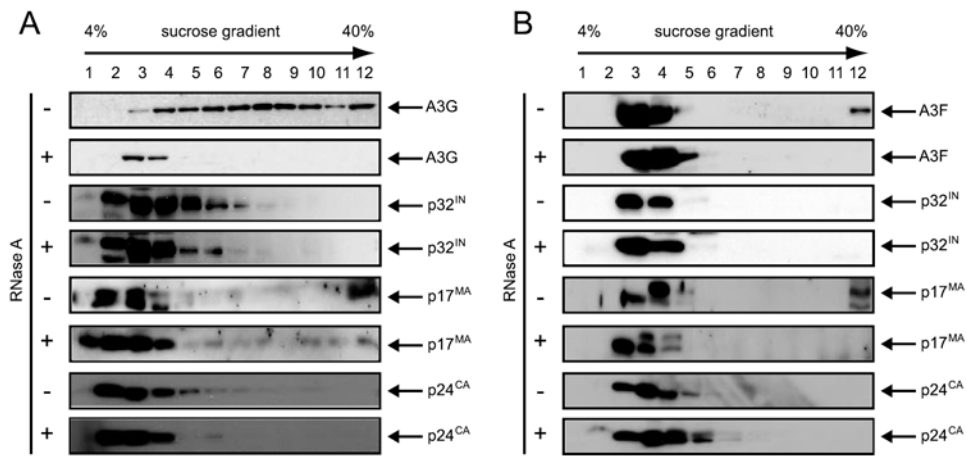 A
4% sucrose gradient 40%
1 2 3 4 5 6 7 8 9 10 11 12
- A3G
+ A3G
- p32IN
+ p32IN
- p17MA
+ p17MA
- p24CA
+ p24CA
RNase A
B
4% sucrose gradient 40%
1 2 3 4 5 6 7 8 9 10 11 12
- A3F
+ A3F
- p32IN
+ p32IN
- p17MA
+ p17MA
- p24CA
+ p24CA
RNase A